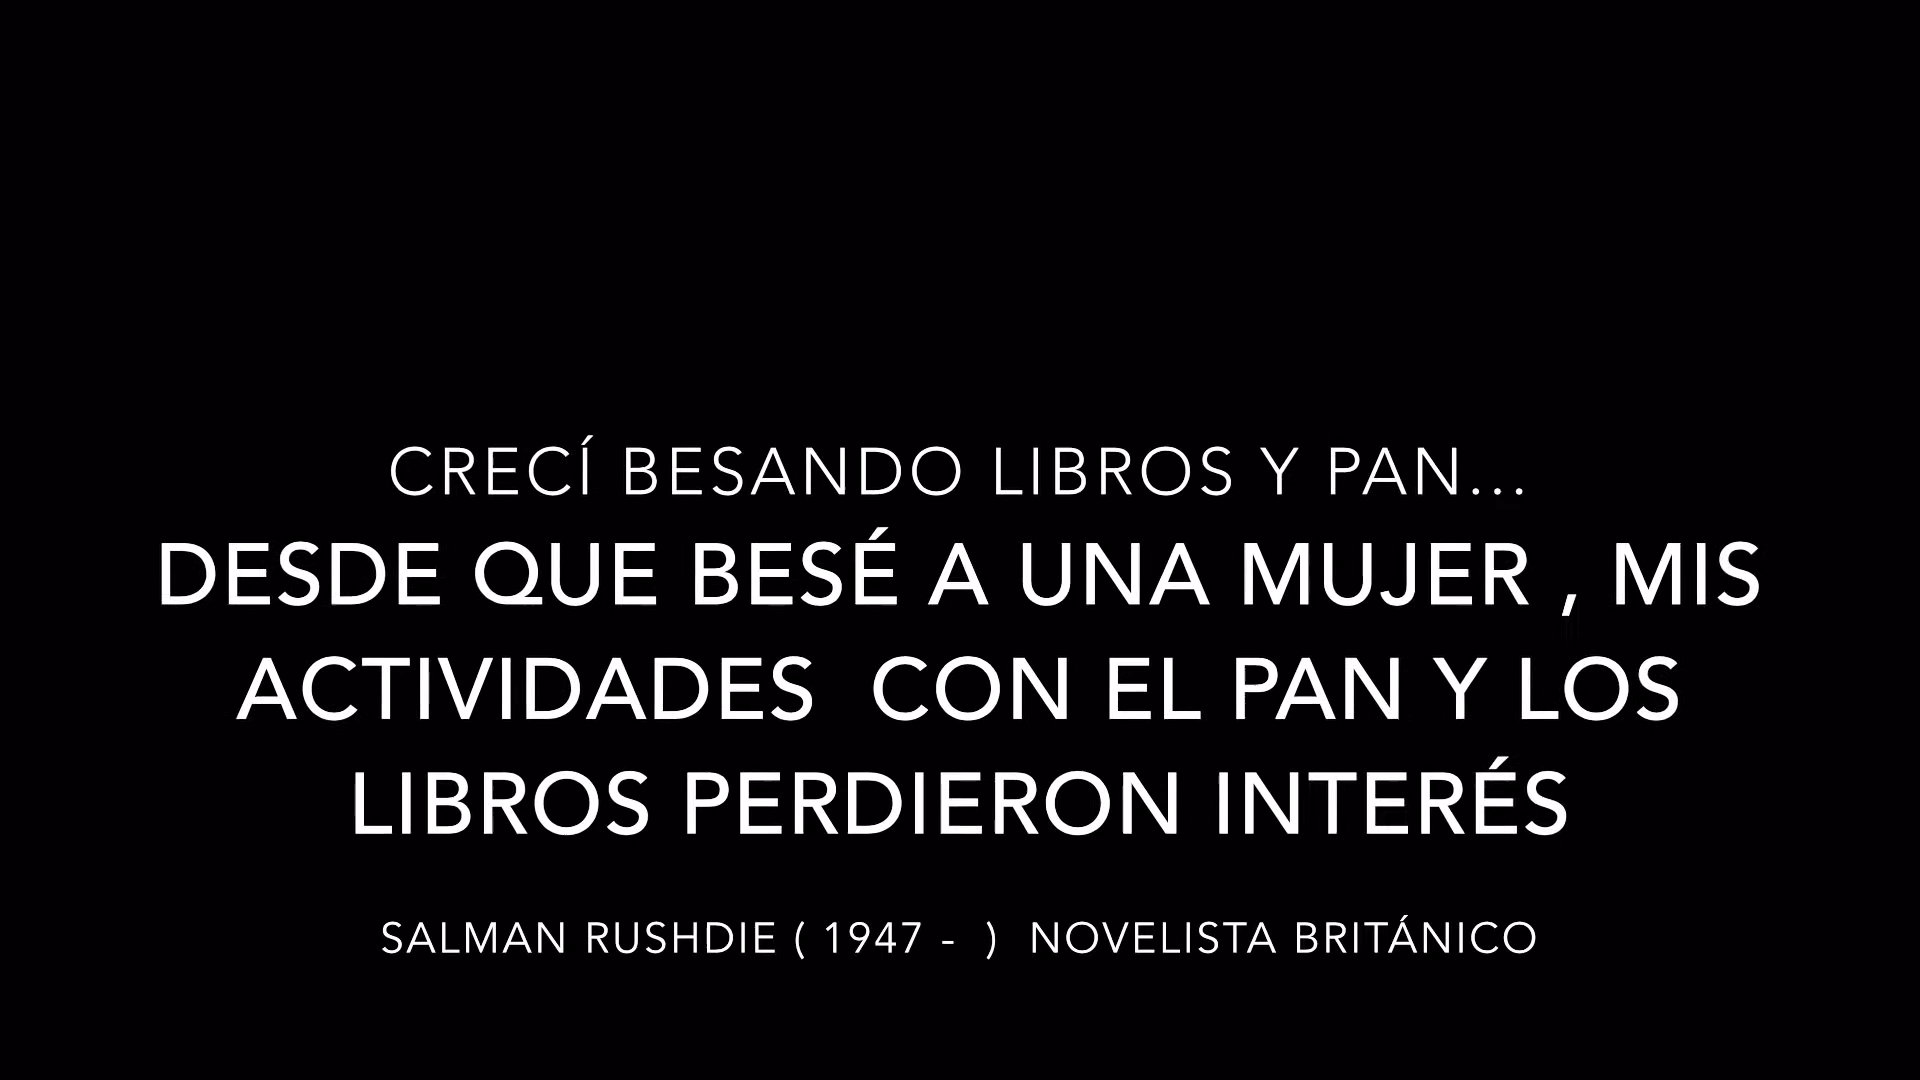 CRECÍ BESANDO LIBROS Y PAN...
DESDE QUE BESÉ A UNA MUJER , MIS
ACTIVIDADES  CON EL PAN Y LOS
LIBROS PERDIERON INTERÉS
SALMAN RUSHDIE ( 1947 -  )  NOVELISTA BRITÁNICO